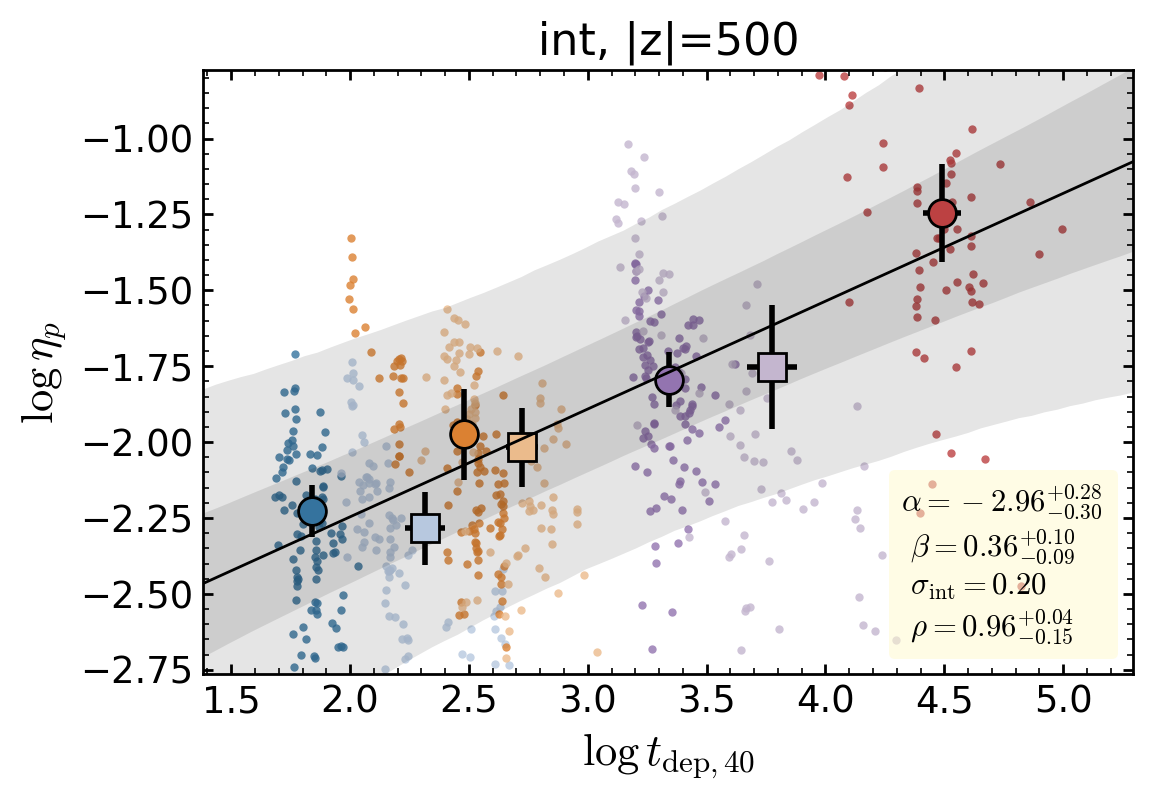 int, |z|=500
log η_p
−1.00
−1.25
−1.50
−1.75
−2.00
−2.25
−2.50
−2.75
α = − 2.96^{+0.28}_{−0.30}
β = 0.36^{+0.10}_{−0.09}
σ_int = 0.20
ρ = 0.96^{+0.04}_{−0.15}
1.5 2.0 2.5 3.0 3.5 4.0 4.5 5.0
log t_{dep, 40}